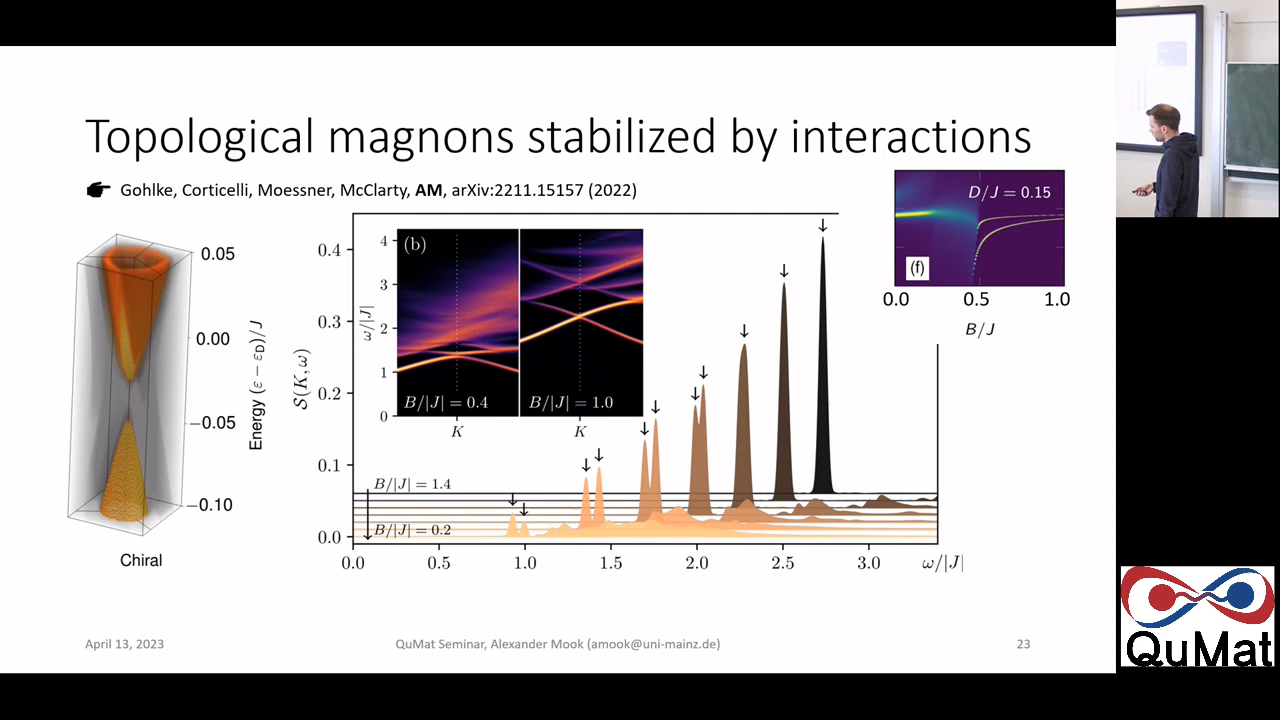 Topological magnons stabilized by interactions
Gohlke, Corticelli, Moessner, McClarty, AM, arXiv:2211.15157 (2022)
0.05
0.00
−0.05
−0.10
Energy (ε − εD)/J
Chiral
S(K, ω)
0.4
0.3
0.2
0.1
0.0
(b)
ω/|J|
4
3
2
1
0
B/|J| = 0.4
B/|J| = 1.0
K
K
B/|J| = 1.4
B/|J| = 0.2
0.0 0.5 1.0 1.5 2.0 2.5 3.0 ω/|J|
D/J = 0.15
(f)
0.0 0.5 1.0
B/J
April 13, 2023
QuMat Seminar, Alexander Mook (amook@uni-mainz.de)
23
QuMat